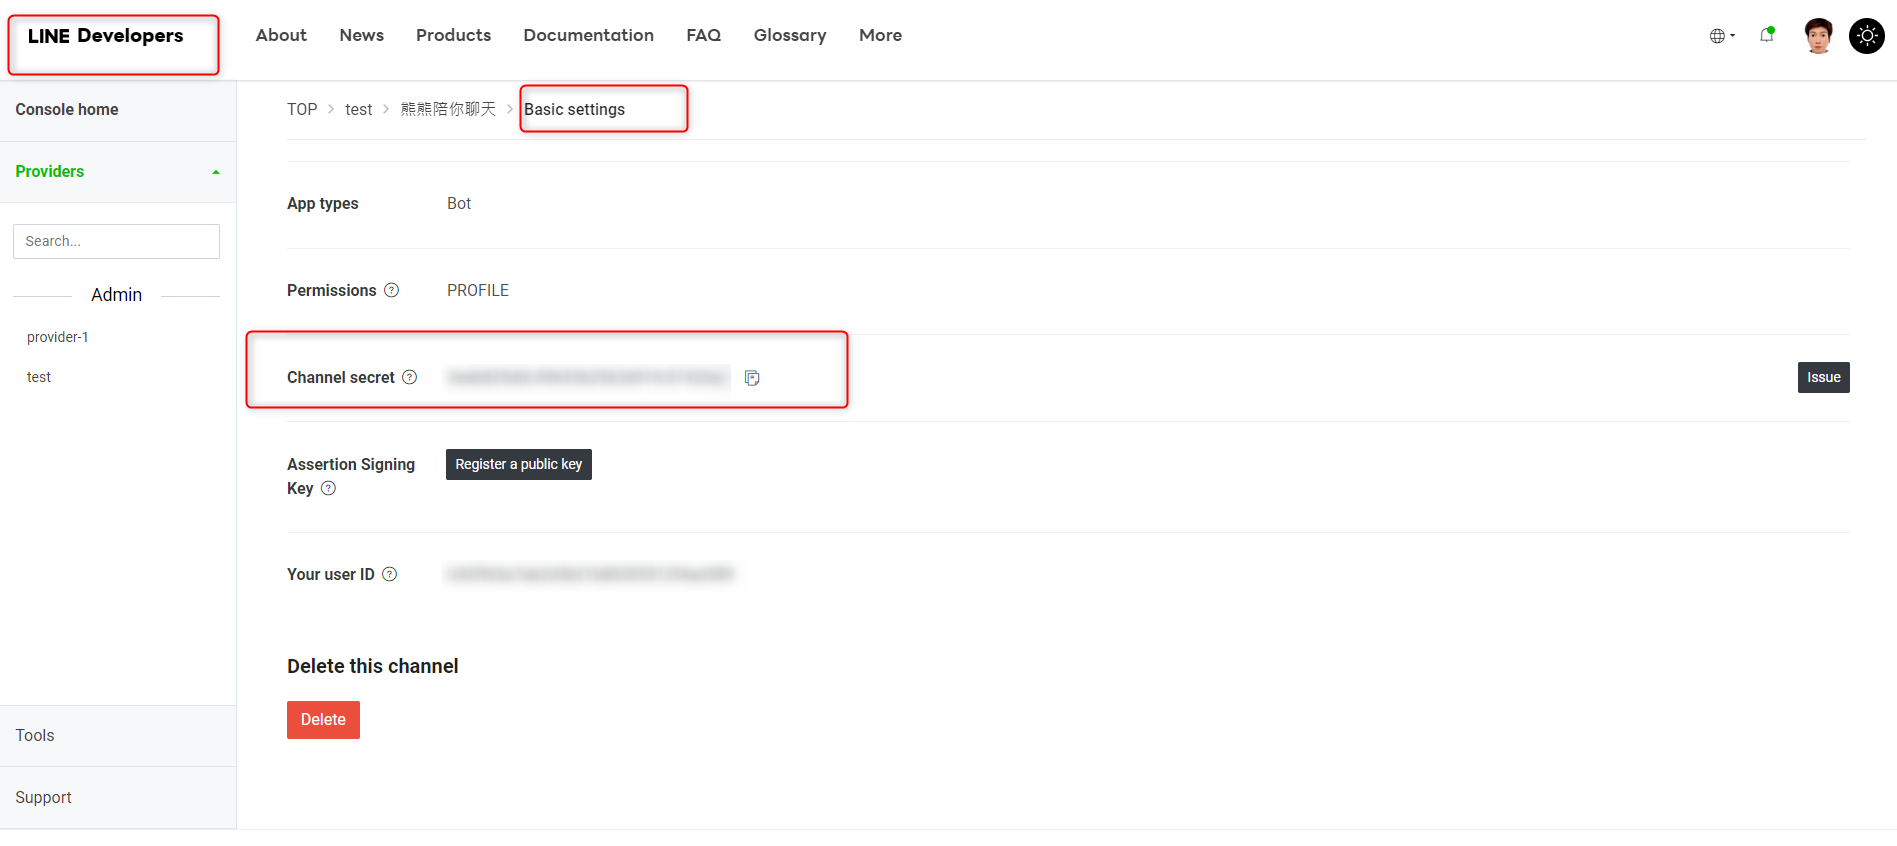 LINE Developers
About News Products Documentation FAQ Glossary More
Console home
Providers
Search...
Admin
provider-1
test
Tools
Support
TOP > test > 熊熊陪你聊天 > Basic settings
App types Bot
Permissions ? PROFILE
Channel secret ?
Issue
Assertion Signing
Key ?
Register a public key
Your user ID ?
Delete this channel
Delete